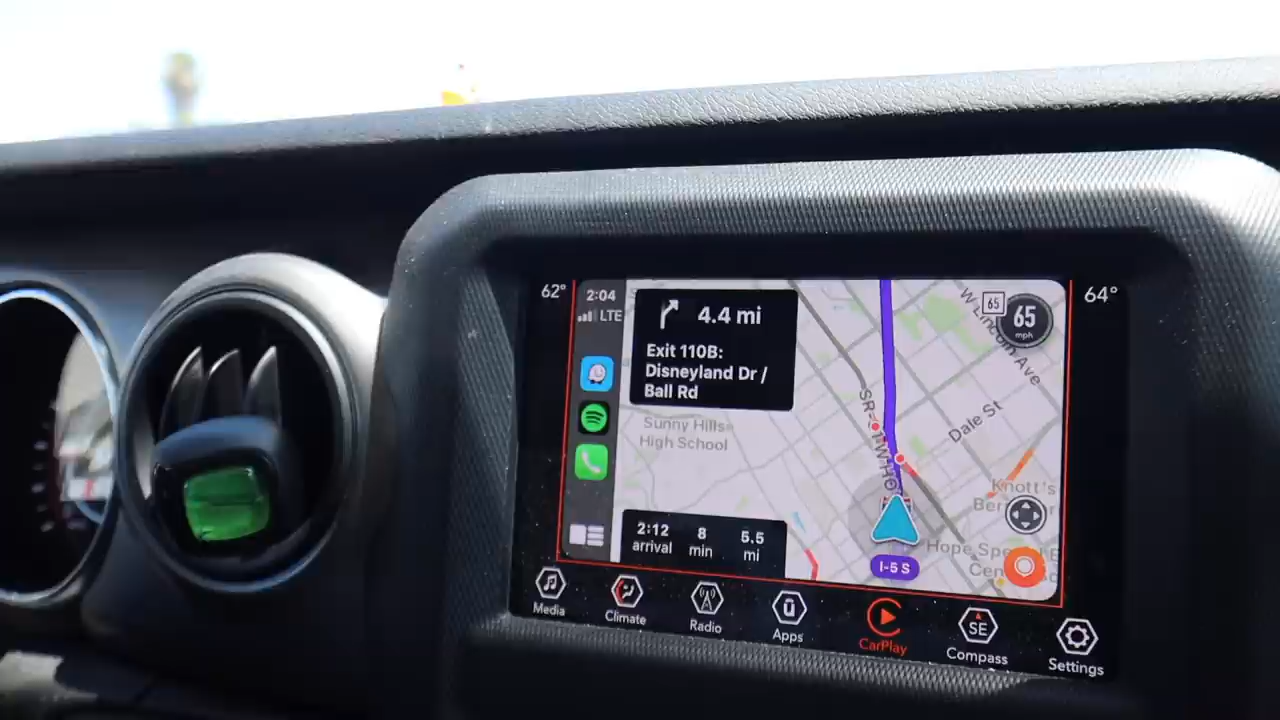 62°
2:04
LTE
4.4 mi
Exit 110B:
Disneyland Dr /
Ball Rd
65
65
mph
64°
W Lincoln Ave
Dale St
Sunny Hills
High School
Knott's
2:12 8 5.5
arrival min mi
I-5 S
Media
Climate
Radio
Apps
CarPlay
SE
Compass
Settings